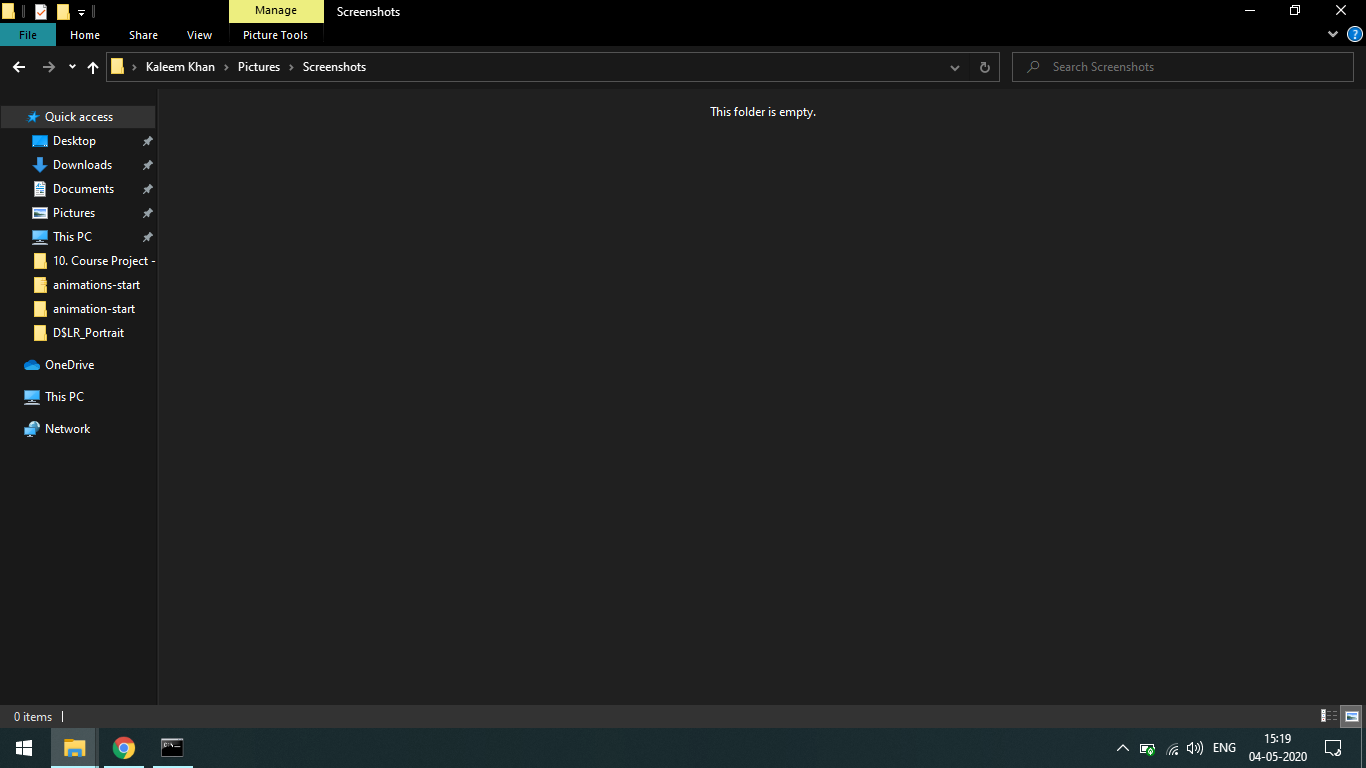 Manage
Screenshots
File
Home
Share
View
Picture Tools
Kaleem Khan
Pictures
Screenshots
Search Screenshots
Quick access
Desktop
Downloads
Documents
Pictures
This PC
10. Course Project -
animations-start
animation-start
D$LR_Portrait
OneDrive
This PC
Network
This folder is empty.
0 items
ENG
15:19
04-05-2020